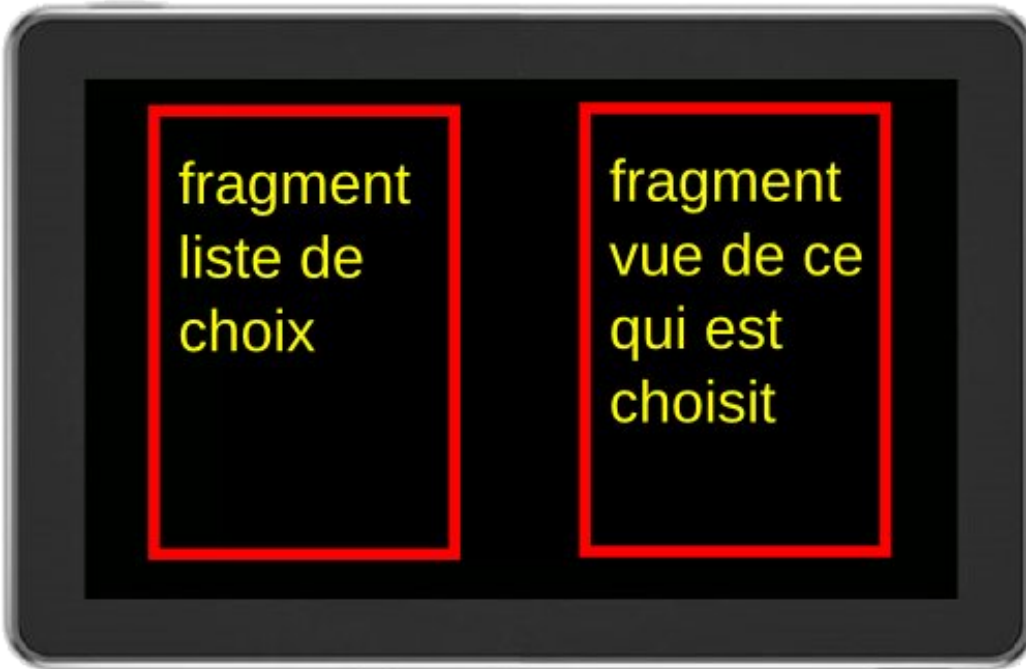 fragment
liste de
choix
fragment
vue de ce
qui est
choisit